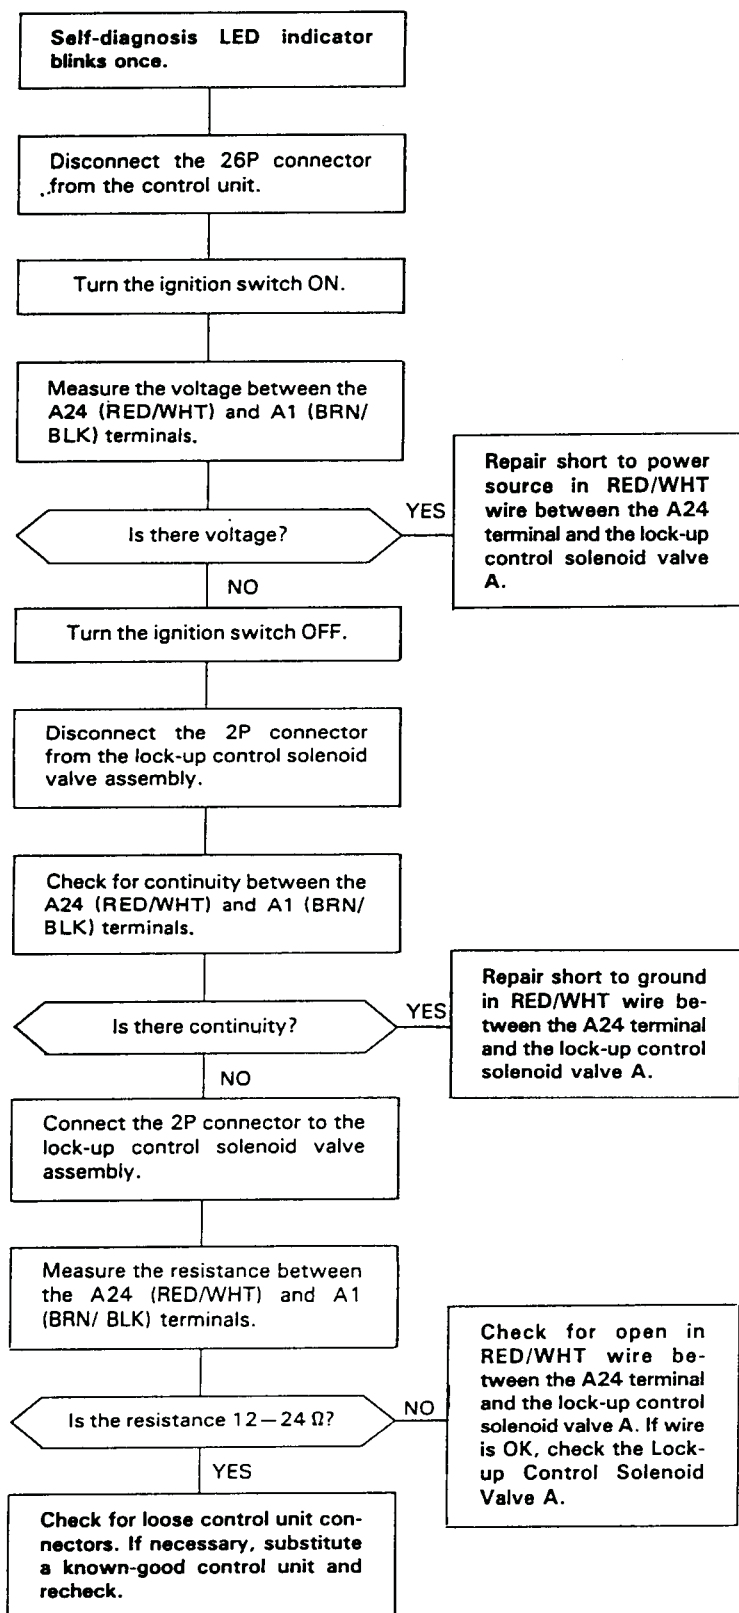 Self-diagnosis LED indicator
blinks once.
Disconnect the 26P connector
from the control unit.
Turn the ignition switch ON.
Measure the voltage between the
A24 (RED/WHT) and A1 (BRN/
BLK) terminals.
Is there voltage?
YES
Repair short to power
source in RED/WHT
wire between the A24
terminal and the lock-up
control solenoid valve
A.
NO
Turn the ignition switch OFF.
Disconnect the 2P connector
from the lock-up control solenoid
valve assembly.
Check for continuity between the
A24 (RED/WHT) and A1 (BRN/
BLK) terminals.
Is there continuity?
YES
Repair short to ground
in RED/WHT wire be-
tween the A24 terminal
and the lock-up control
solenoid valve A.
NO
Connect the 2P connector to the
lock-up control solenoid valve
assembly.
Measure the resistance between
the A24 (RED/WHT) and A1
(BRN/ BLK) terminals.
Is the resistance 12—24 Ω?
NO
Check for open in
RED/WHT wire be-
tween the A24 terminal
and the lock-up control
solenoid valve A. If wire
is OK, check the Lock-
up Control Solenoid
Valve A.
YES
Check for loose control unit con-
nectors. If necessary, substitute
a known-good control unit and
recheck.